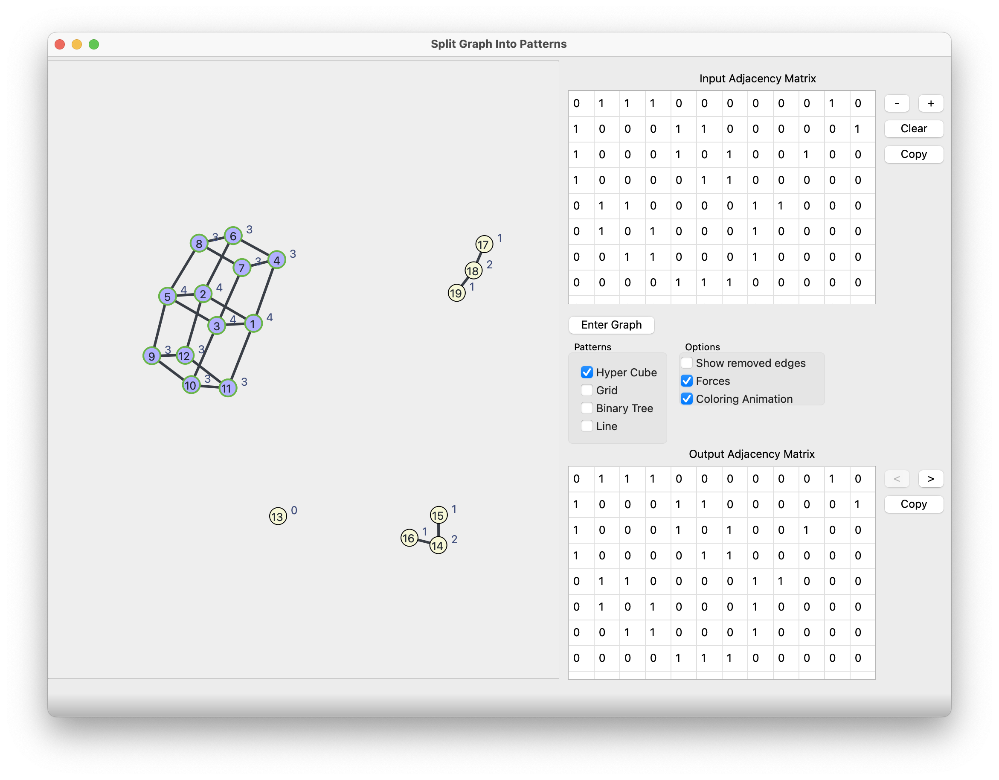 Split Graph Into Patterns
6 3
8 3
7 3 4 3
5 4 2 4
3 4 1 4
9 3 12 3
10 3 11 3
17 1
18 2
19 1
13 0
15 1
16 1 14 2
Input Adjacency Matrix
0 1 1 1 0 0 0 0 0 0 1 0
1 0 0 0 1 1 0 0 0 0 0 1
1 0 0 0 1 0 1 0 0 1 0 0
1 0 0 0 0 1 1 0 0 0 0 0
0 1 1 0 0 0 0 1 1 0 0 0
0 1 0 1 0 0 0 1 0 0 0 0
0 0 1 1 0 0 0 1 0 0 0 0
0 0 0 0 1 1 1 0 0 0 0 0
- +
Clear
Copy
Enter Graph
Patterns
Hyper Cube
Grid
Binary Tree
Line
Options
Show removed edges
Forces
Coloring Animation
Output Adjacency Matrix
0 1 1 1 0 0 0 0 0 0 1 0
1 0 0 0 1 1 0 0 0 0 0 1
1 0 0 0 1 0 1 0 0 1 0 0
1 0 0 0 0 1 1 0 0 0 0 0
0 1 1 0 0 0 0 1 1 0 0 0
0 1 0 1 0 0 0 1 0 0 0 0
0 0 1 1 0 0 0 1 0 0 0 0
0 0 0 0 1 1 1 0 0 0 0 0
< >
Copy